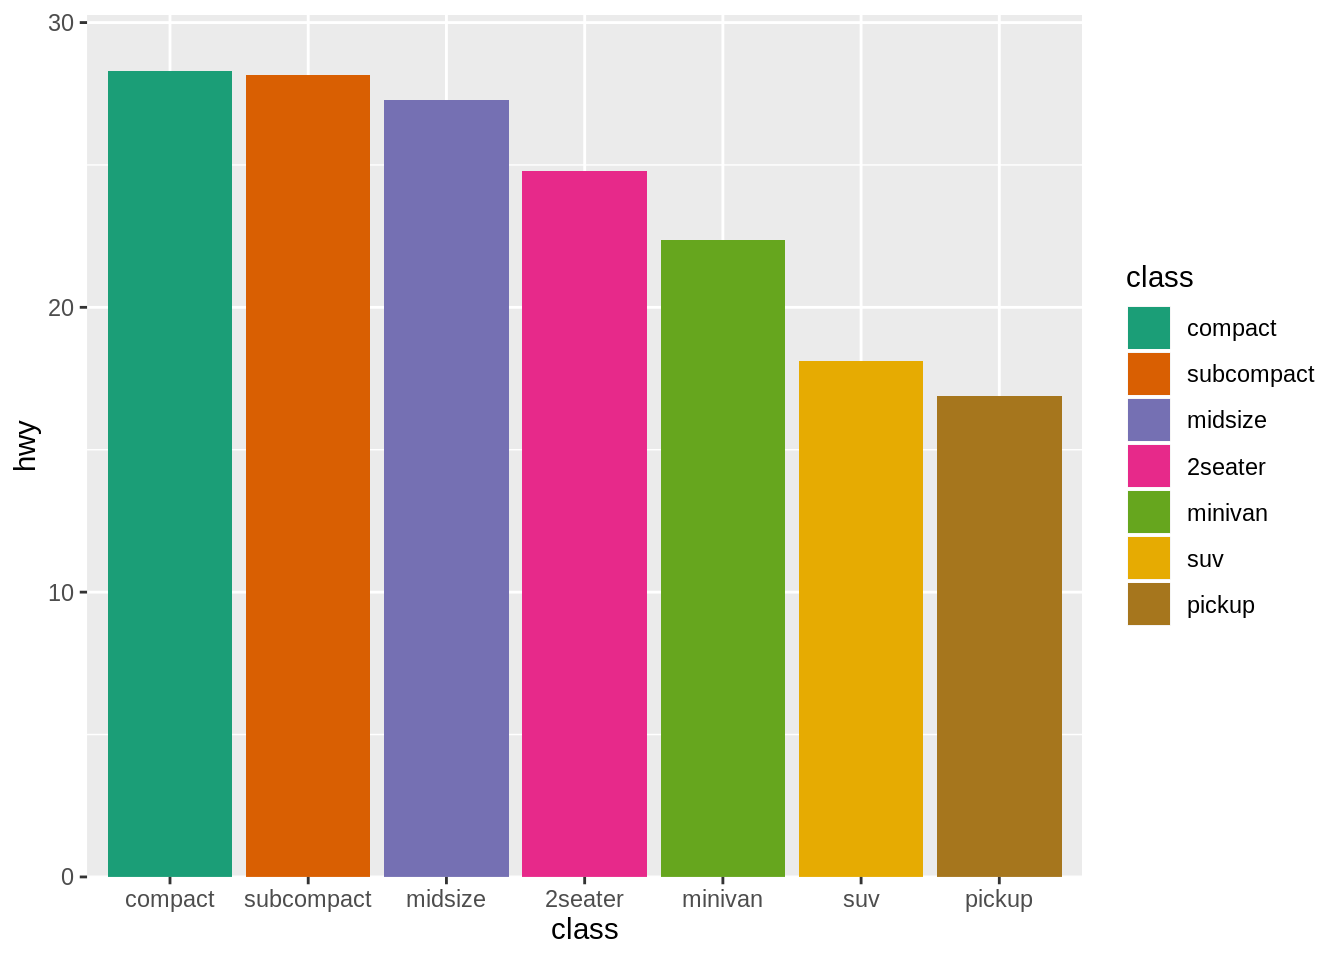 30
20
10
0
hwy
compact subcompact midsize 2seater minivan suv pickup
class
class
compact
subcompact
midsize
2seater
minivan
suv
pickup